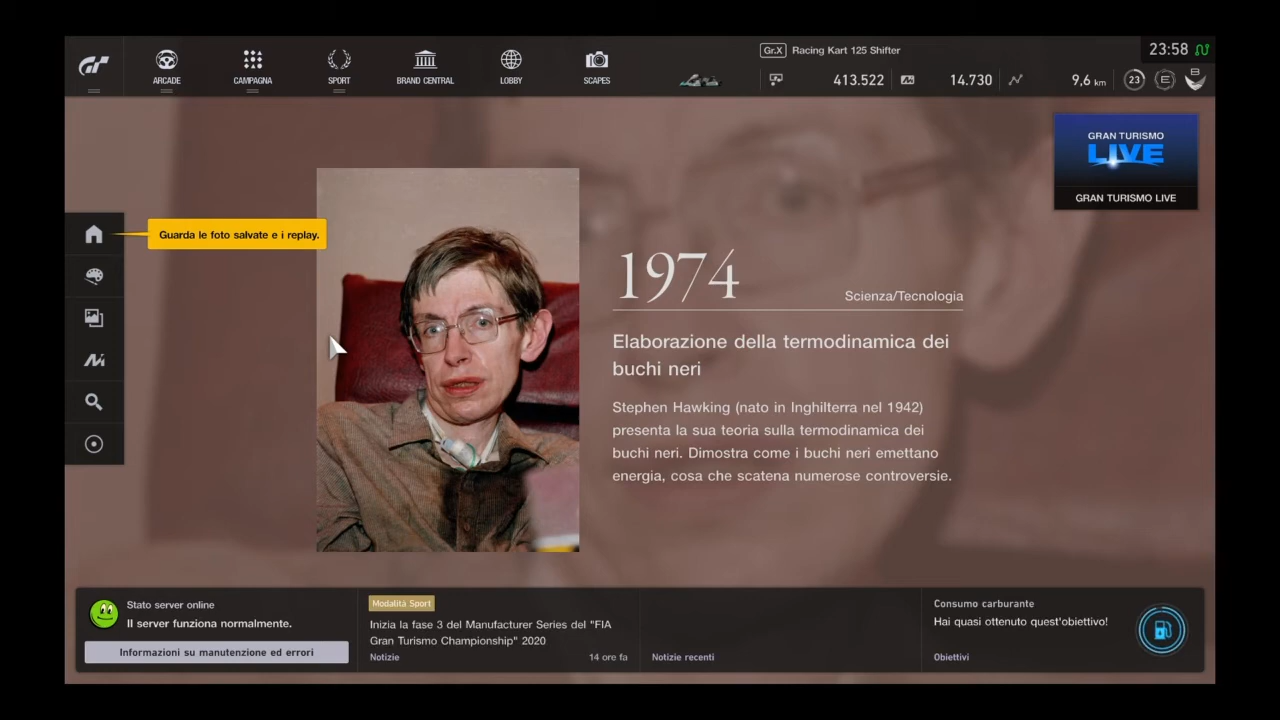 GT
ARCADE
CAMPAGNA
SPORT
BRAND CENTRAL
LOBBY
SCAPES
Gr.X Racing Kart 125 Shifter
413.522
14.730
9,6 km
23:58
23
E
B
GRAN TURISMO
LIVE
GRAN TURISMO LIVE
Guarda le foto salvate e i replay.
1974
Scienza/Tecnologia
Elaborazione della termodinamica dei
buchi neri
Stephen Hawking (nato in Inghilterra nel 1942)
presenta la sua teoria sulla termodinamica dei
buchi neri. Dimostra come i buchi neri emettano
energia, cosa che scatena numerose controversie.
Stato server online
Il server funziona normalmente.
Informazioni su manutenzione ed errori
Modalità Sport
Inizia la fase 3 del Manufacturer Series del "FIA
Gran Turismo Championship" 2020
Notizie
14 ore fa
Notizie recenti
Consumo carburante
Hai quasi ottenuto quest'obiettivo!
Obiettivi